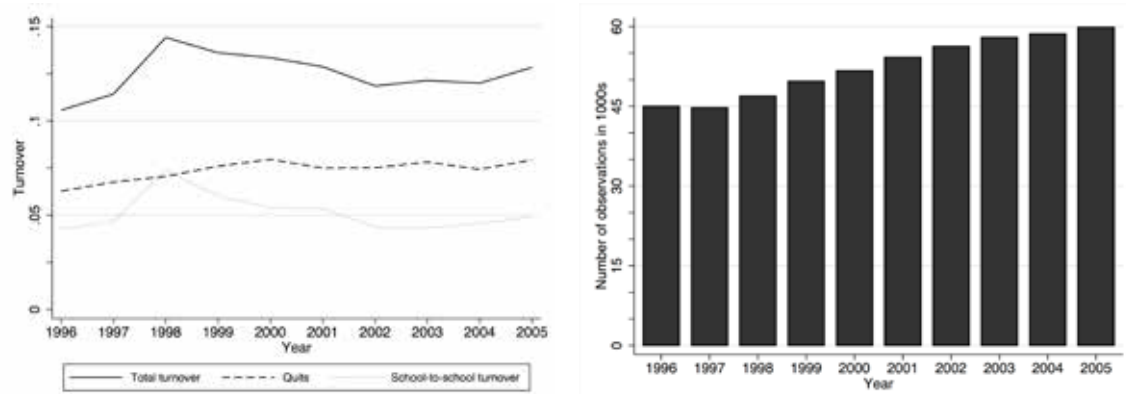 Turnover
.15
.1
.05
0
1996 1997 1998 1999 2000 2001 2002 2003 2004 2005
Year
Total turnover Quits School-to-school turnover
Number of observations in 1000s
60
45
30
15
0
1996 1997 1998 1999 2000 2001 2002 2003 2004 2005
Year